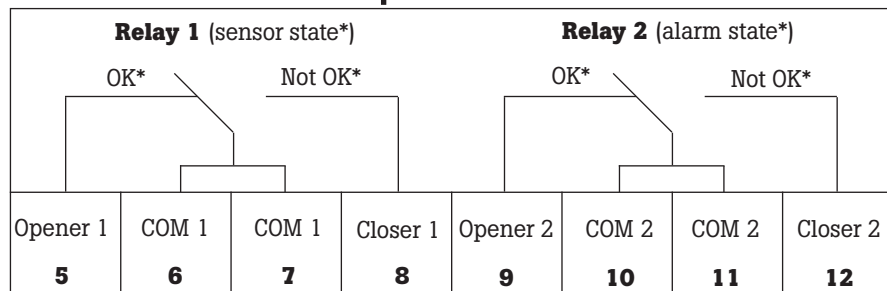 Relay 1 (sensor state*) Relay 2 (alarm state*)
OK* Not OK* OK* Not OK*
Opener 1 COM 1 COM 1 Closer 1 Opener 2 COM 2 COM 2 Closer 2
5 6 7 8 9 10 11 12